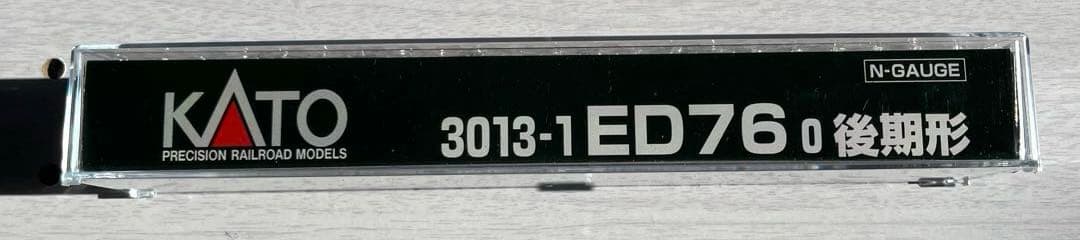 N-GAUGE
KATO
PRECISION RAILROAD MODELS
3013-1 ED76 0 後期形